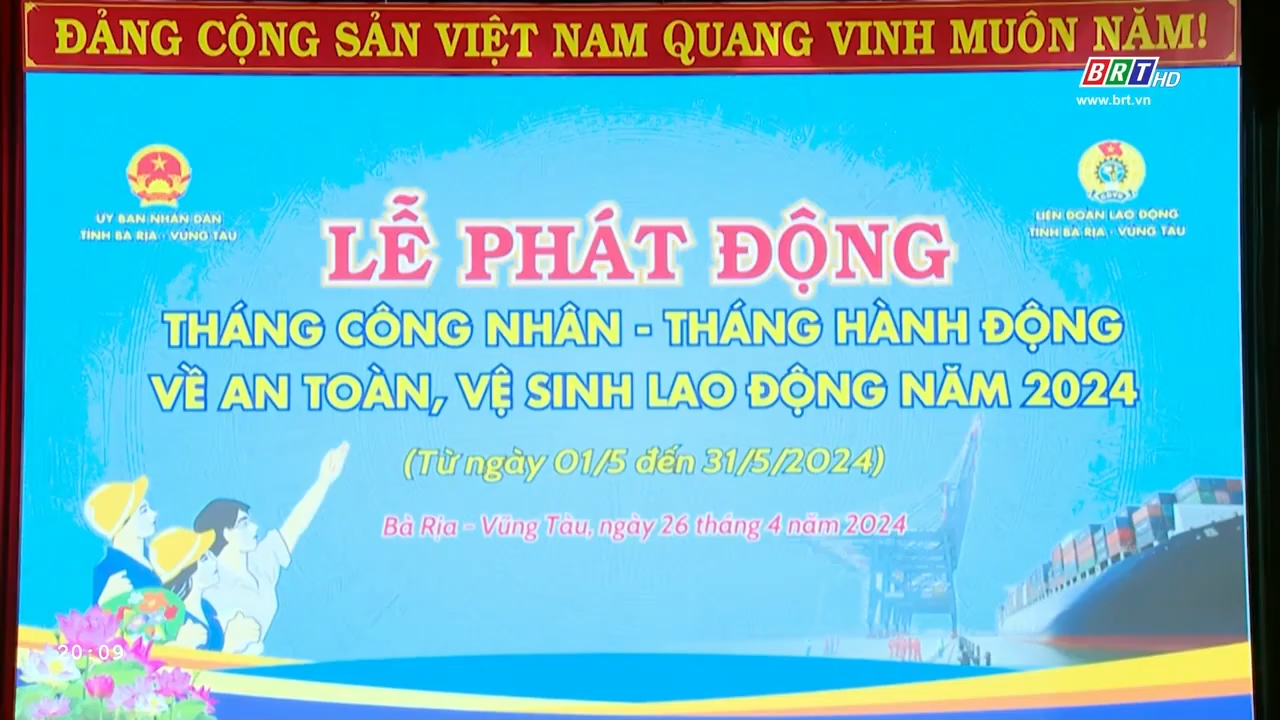 ĐẢNG CỘNG SẢN VIỆT NAM QUANG VINH MUÔN NĂM!
BRT HD
www.brt.vn
ỦY BAN NHÂN DÂN
TỈNH BÀ RỊA - VŨNG TÀU
LIÊN ĐOÀN LAO ĐỘNG
TỈNH BÀ RỊA - VŨNG TÀU
LỄ PHÁT ĐỘNG
THÁNG CÔNG NHÂN - THÁNG HÀNH ĐỘNG
VỀ AN TOÀN, VỆ SINH LAO ĐỘNG NĂM 2024
(Từ ngày 01/5 đến 31/5/2024)
Bà Rịa - Vũng Tàu, ngày 26 tháng 4 năm 2024
20:09